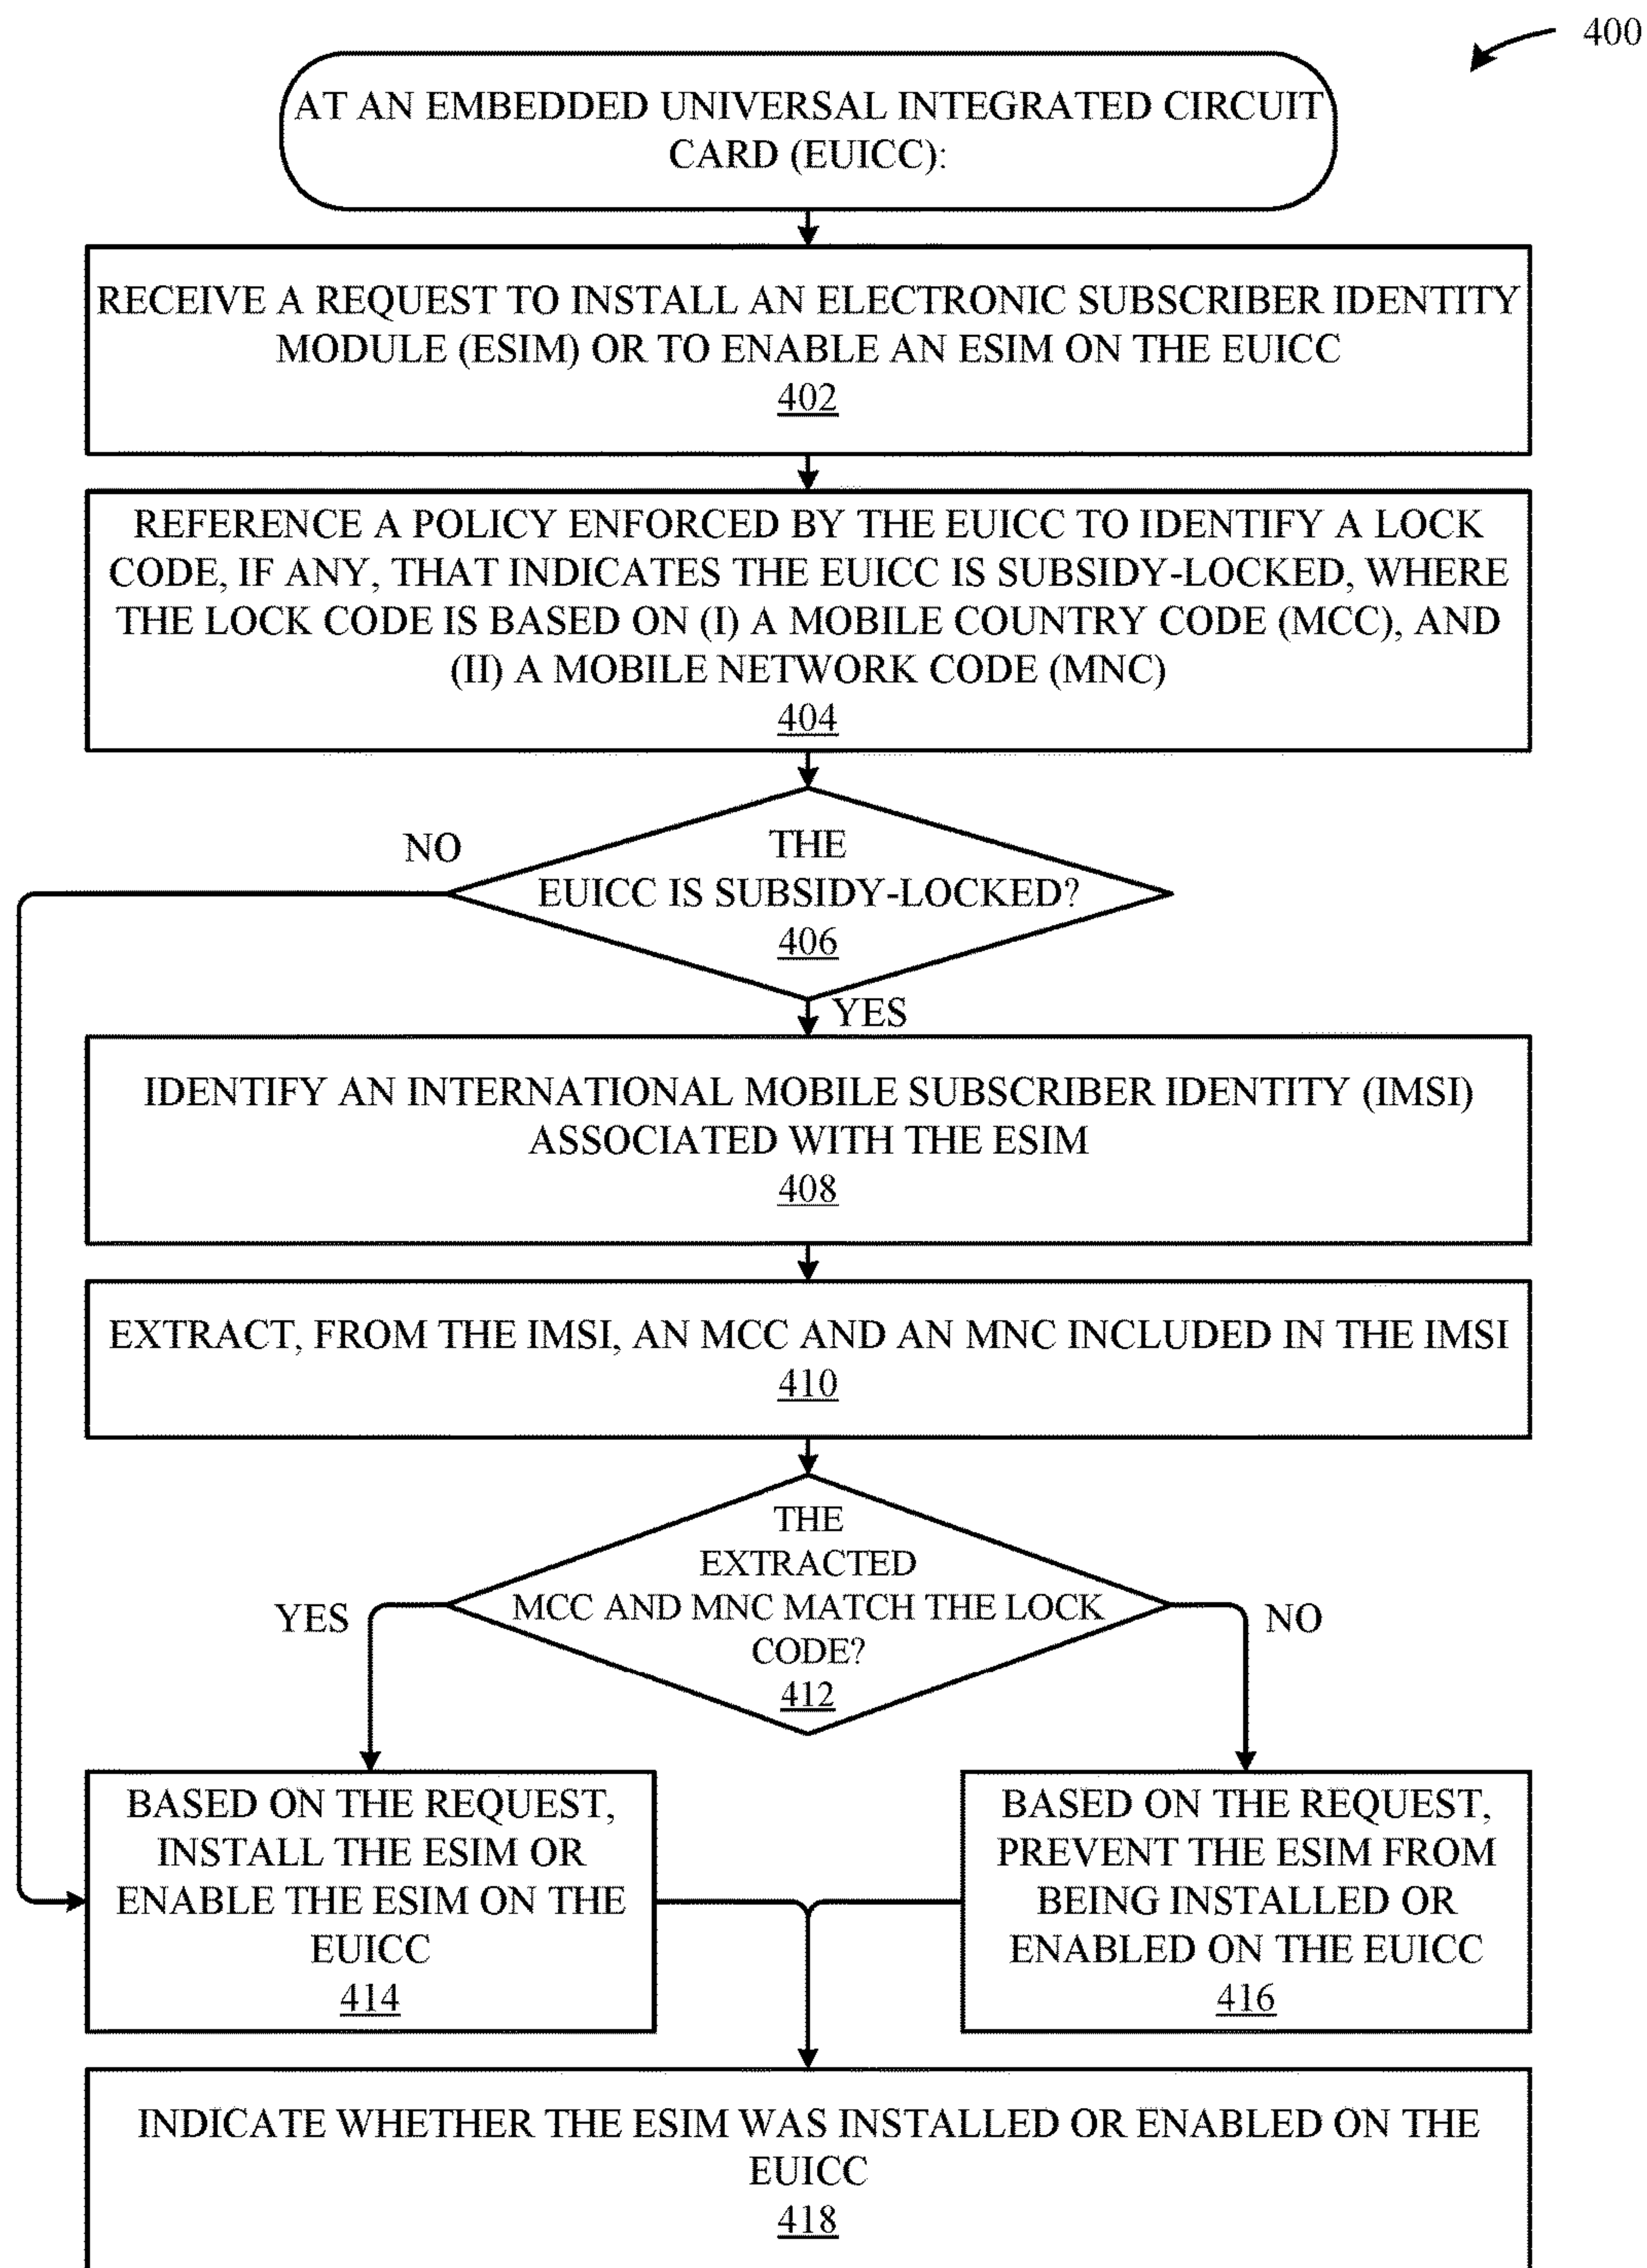 400
AT AN EMBEDDED UNIVERSAL INTEGRATED CIRCUIT
CARD (EUICC):
RECEIVE A REQUEST TO INSTALL AN ELECTRONIC SUBSCRIBER IDENTITY
MODULE (ESIM) OR TO ENABLE AN ESIM ON THE EUICC
402
REFERENCE A POLICY ENFORCED BY THE EUICC TO IDENTIFY A LOCK
CODE, IF ANY, THAT INDICATES THE EUICC IS SUBSIDY-LOCKED, WHERE
THE LOCK CODE IS BASED ON (I) A MOBILE COUNTRY CODE (MCC), AND
(II) A MOBILE NETWORK CODE (MNC)
404
NO
THE
EUICC IS SUBSIDY-LOCKED?
406
YES
IDENTIFY AN INTERNATIONAL MOBILE SUBSCRIBER IDENTITY (IMSI)
ASSOCIATED WITH THE ESIM
408
EXTRACT, FROM THE IMSI, AN MCC AND AN MNC INCLUDED IN THE IMSI
410
THE
EXTRACTED
MCC AND MNC MATCH THE LOCK
CODE?
412
YES
NO
BASED ON THE REQUEST,
INSTALL THE ESIM OR
ENABLE THE ESIM ON THE
EUICC
414
BASED ON THE REQUEST,
PREVENT THE ESIM FROM
BEING INSTALLED OR
ENABLED ON THE EUICC
416
INDICATE WHETHER THE ESIM WAS INSTALLED OR ENABLED ON THE
EUICC
418